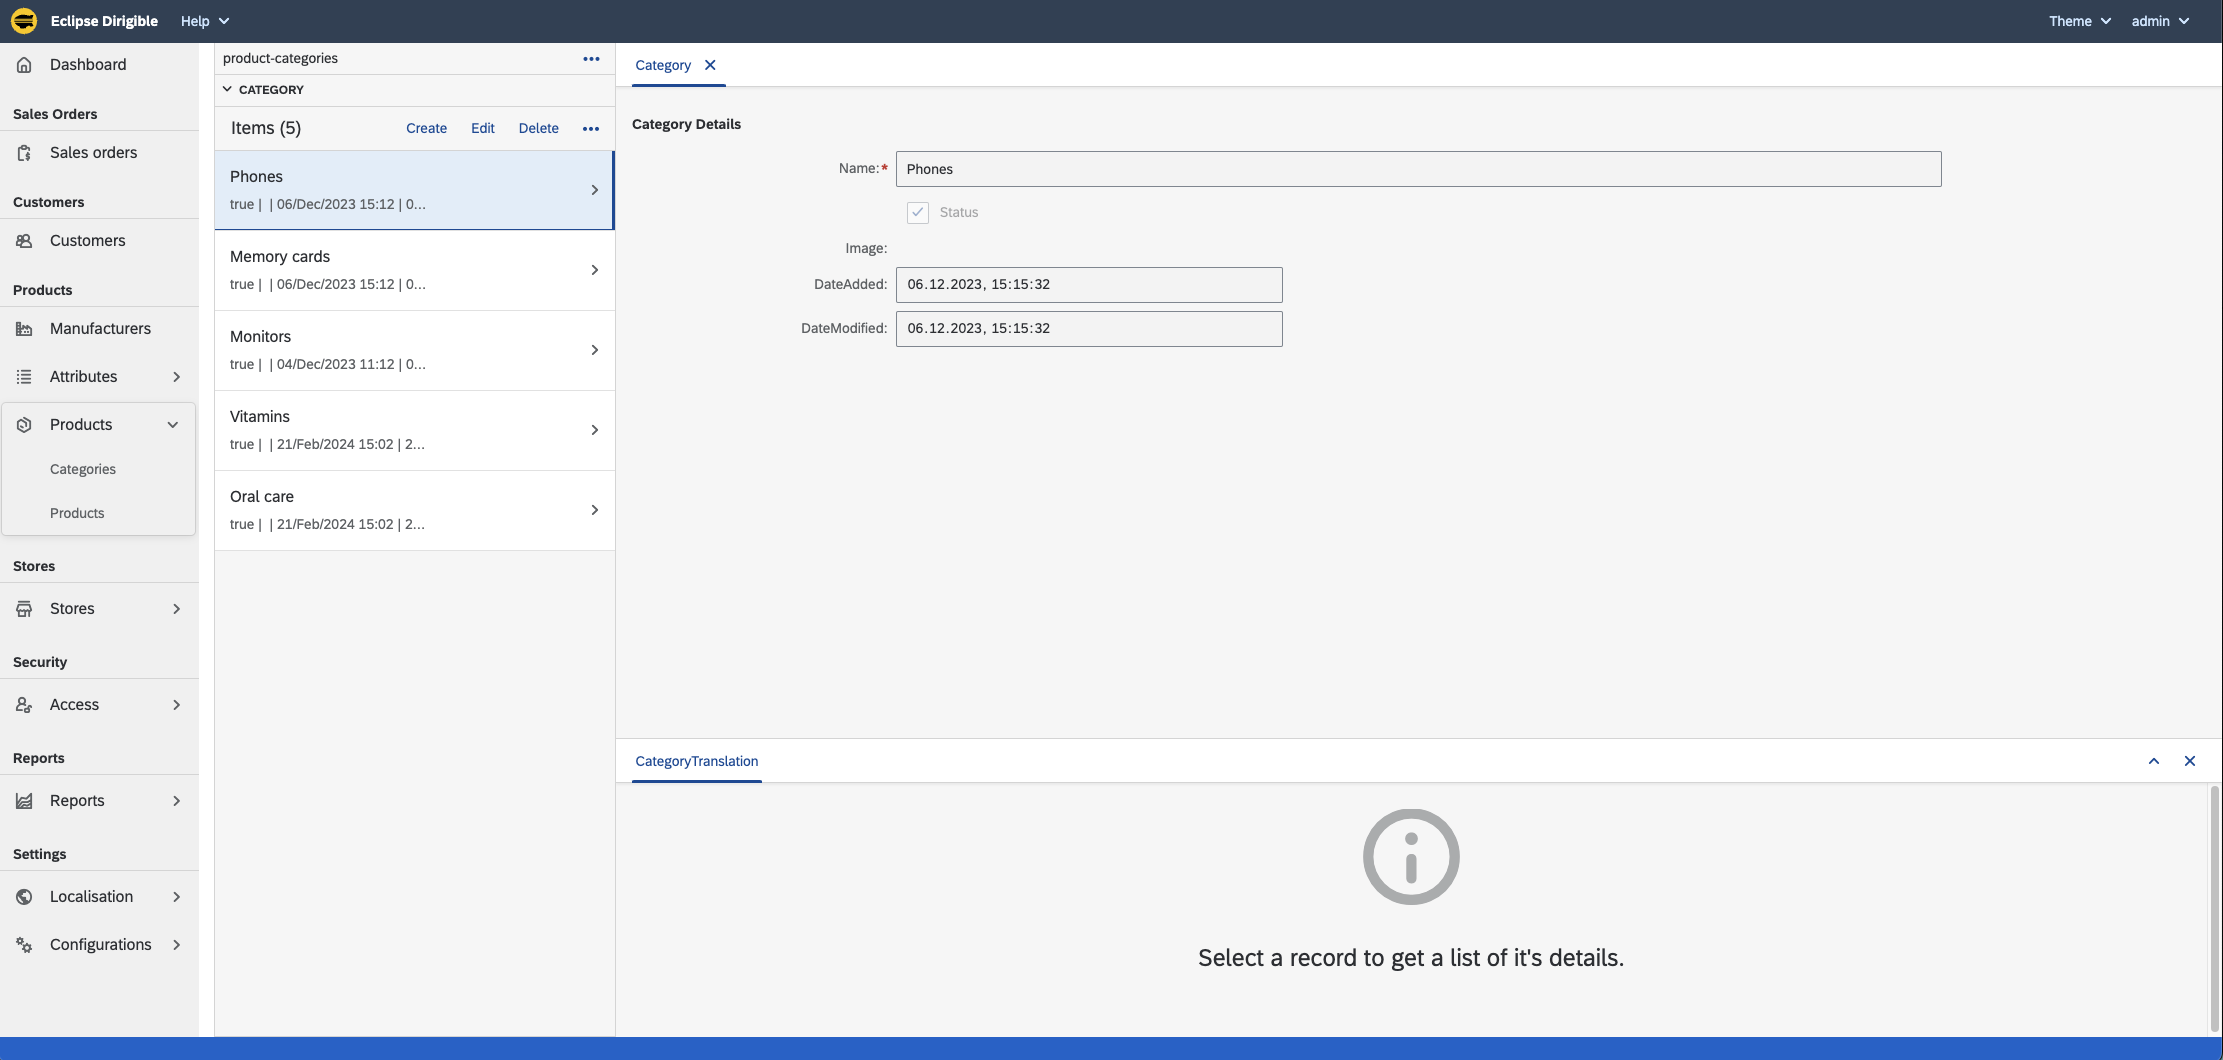 Eclipse Dirigible
Help
Theme
admin
Dashboard
Sales Orders
Sales orders
Customers
Customers
Products
Manufacturers
Attributes
Products
Categories
Products
Stores
Stores
Security
Access
Reports
Reports
Settings
Localisation
Configurations
product-categories
CATEGORY
Items (5)
Create
Edit
Delete
Phones
true | | 06/Dec/2023 15:12 | 0...
Memory cards
true | | 06/Dec/2023 15:12 | 0...
Monitors
true | | 04/Dec/2023 11:12 | 0...
Vitamins
true | | 21/Feb/2024 15:02 | 2...
Oral care
true | | 21/Feb/2024 15:02 | 2...
Category
Category Details
Name:* Phones
Status
Image:
DateAdded: 06.12.2023, 15:15:32
DateModified: 06.12.2023, 15:15:32
CategoryTranslation
Select a record to get a list of it's details.